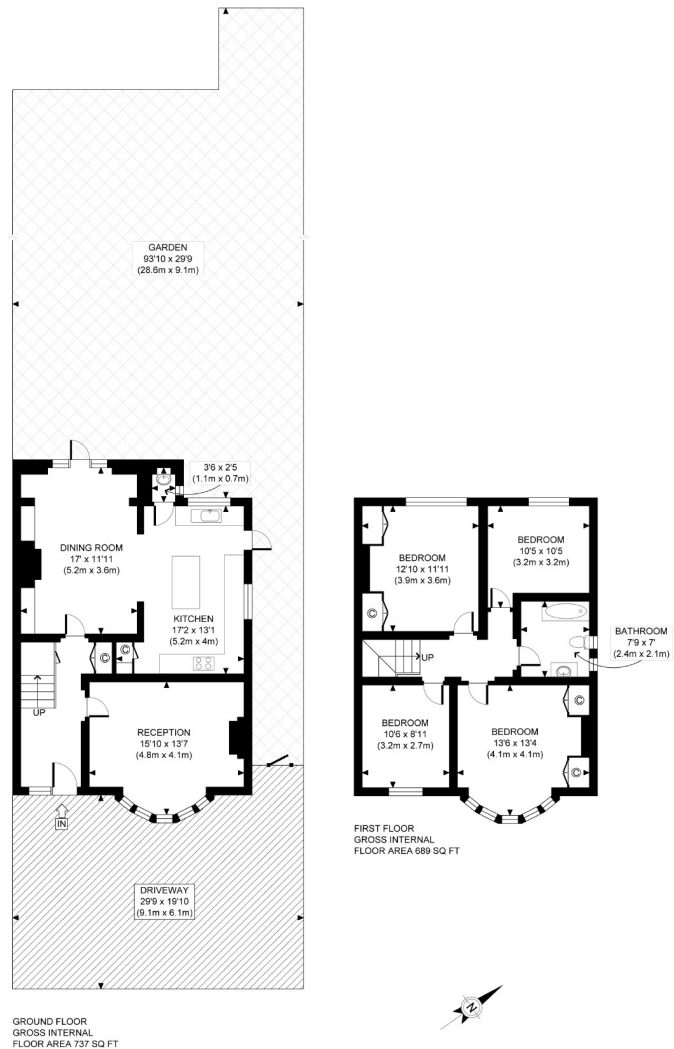 GARDEN
93'10 x 29'9
(28.6m x 9.1m)
3'6 x 2'5
(1.1m x 0.7m)
DINING ROOM
17' x 11'11
(5.2m x 3.6m)
KITCHEN
17'2 x 13'1
(5.2m x 4m)
C
C
UP
RECEPTION
15'10 x 13'7
(4.8m x 4.1m)
IN
DRIVEWAY
29'9 x 19'10
(9.1m x 6.1m)
GROUND FLOOR
GROSS INTERNAL
FLOOR AREA 737 SQ FT
BEDROOM
12'10 x 11'11
(3.9m x 3.6m)
C
BEDROOM
10'5 x 10'5
(3.2m x 3.2m)
BATHROOM
7'9 x 7'
(2.4m x 2.1m)
UP
BEDROOM
10'6 x 8'11
(3.2m x 2.7m)
BEDROOM
13'6 x 13'4
(4.1m x 4.1m)
C
C
FIRST FLOOR
GROSS INTERNAL
FLOOR AREA 689 SQ FT
N